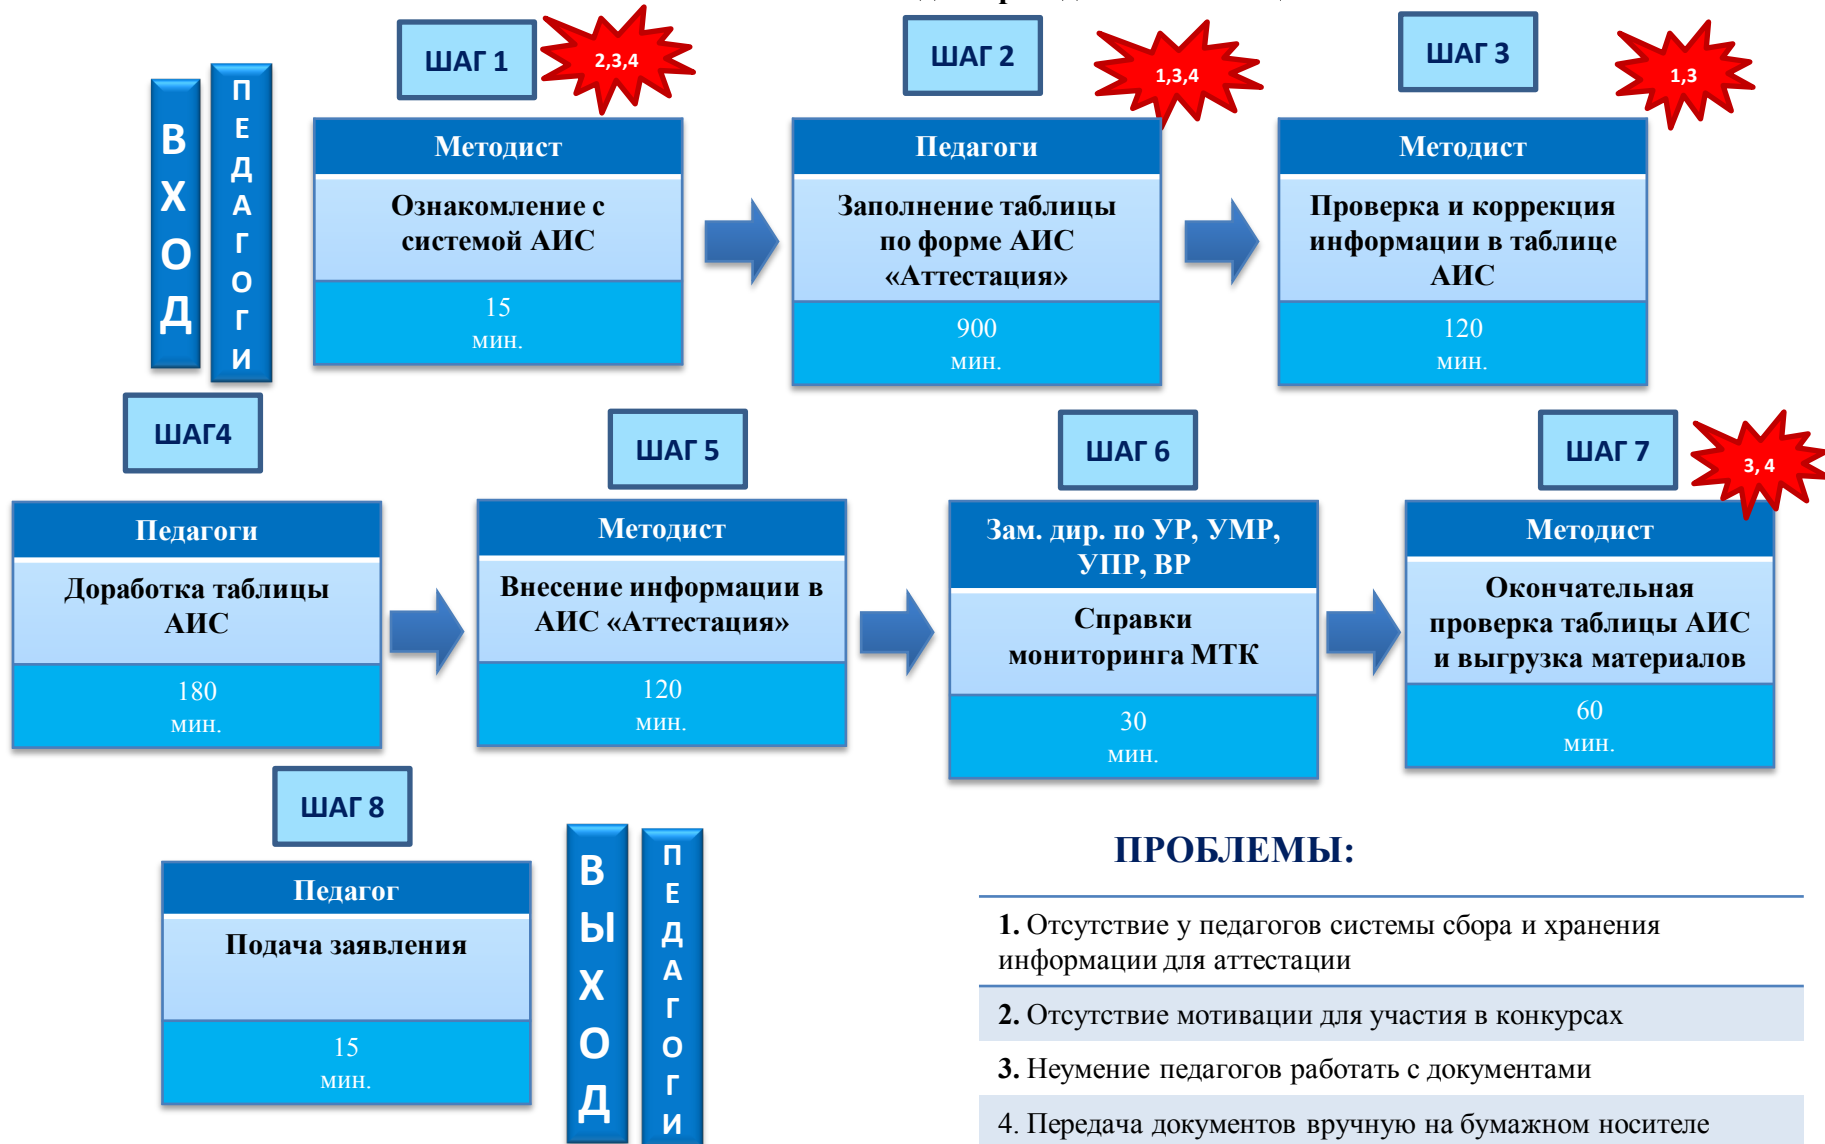 ШАГ 1
2,3,4
ШАГ 2
1,3,4
ШАГ 3
1,3
ВХОД
ПЕДАГОГИ
Методист
Ознакомление с
системой АИС
15
мин.
Педагоги
Заполнение таблицы
по форме АИС
«Аттестация»
900
мин.
Методист
Проверка и коррекция
информации в таблице
АИС
120
мин.
ШАГ4
ШАГ 5
ШАГ 6
ШАГ 7
3, 4
Педагоги
Доработка таблицы
АИС
180
мин.
Методист
Внесение информации в
АИС «Аттестация»
120
мин.
Зам. дир. по УР, УМР,
УПР, ВР
Справки
мониторинга МТК
30
мин.
Методист
Окончательная
проверка таблицы АИС
и выгрузка материалов
60
мин.
ШАГ 8
Педагог
Подача заявления
15
мин.
ВЫХОД
ПЕДАГОГИ
ПРОБЛЕМЫ:
1. Отсутствие у педагогов системы сбора и хранения
информации для аттестации
2. Отсутствие мотивации для участия в конкурсах
3. Неумение педагогов работать с документами
4. Передача документов вручную на бумажном носителе